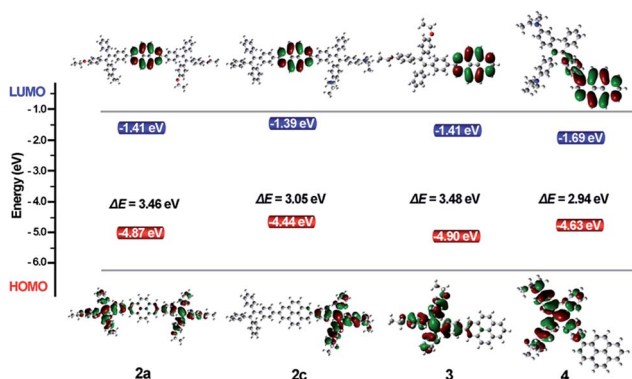 LUMO
- 1.0
- 2.0
- 3.0
- 4.0
- 5.0
- 6.0
HOMO
Energy (eV)
-1.41 eV
-1.39 eV
-1.41 eV
-1.69 eV
ΔE = 3.46 eV
ΔE = 3.05 eV
ΔE = 3.48 eV
ΔE = 2.94 eV
-4.87 eV
-4.44 eV
-4.90 eV
-4.63 eV
2a
2c
3
4